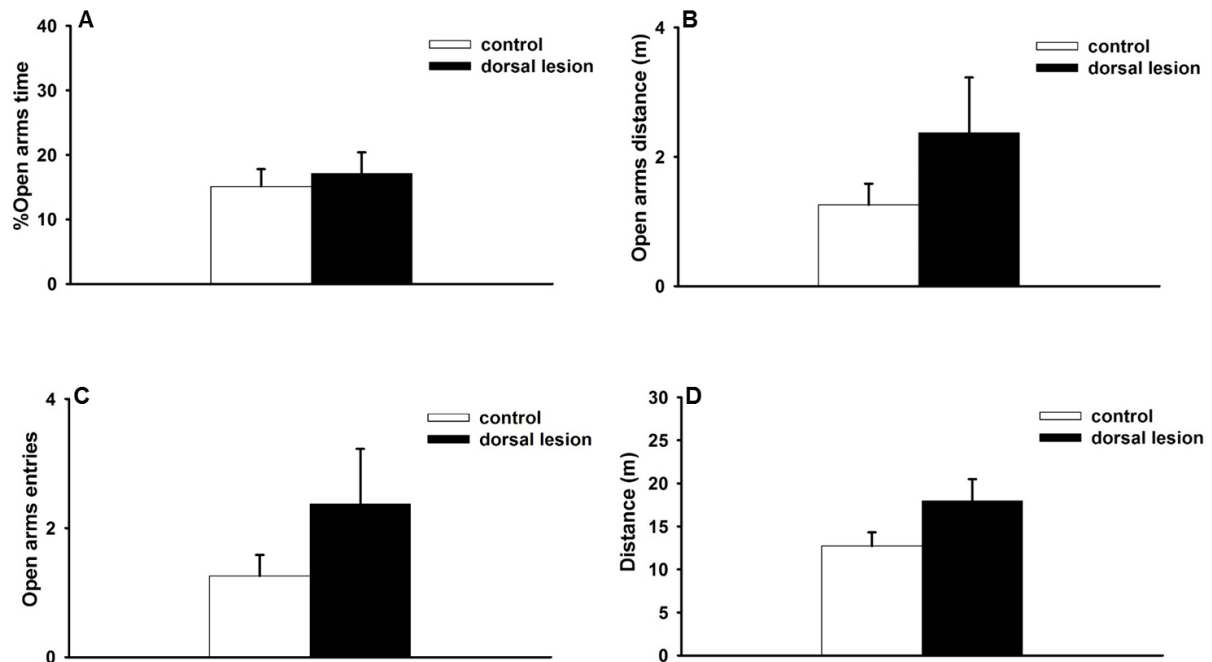 A
%Open arms time
40
30
20
10
0
control
dorsal lesion
B
Open arms distance (m)
4
2
0
control
dorsal lesion
C
Open arms entries
4
2
0
control
dorsal lesion
D
Distance (m)
30
25
20
15
10
5
0
control
dorsal lesion